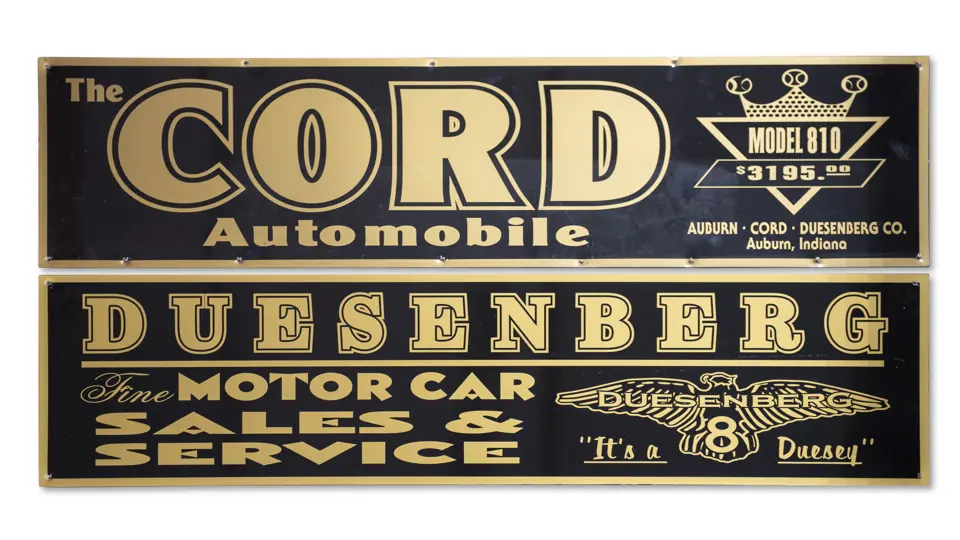 The
CORD
Automobile
MODEL 810
$3195.00
AUBURN · CORD · DUESENBERG CO.
Auburn, Indiana
DUESENBERG
Fine MOTOR CAR
SALES &
SERVICE
DUESENBERG
8
"It's a Duesey"